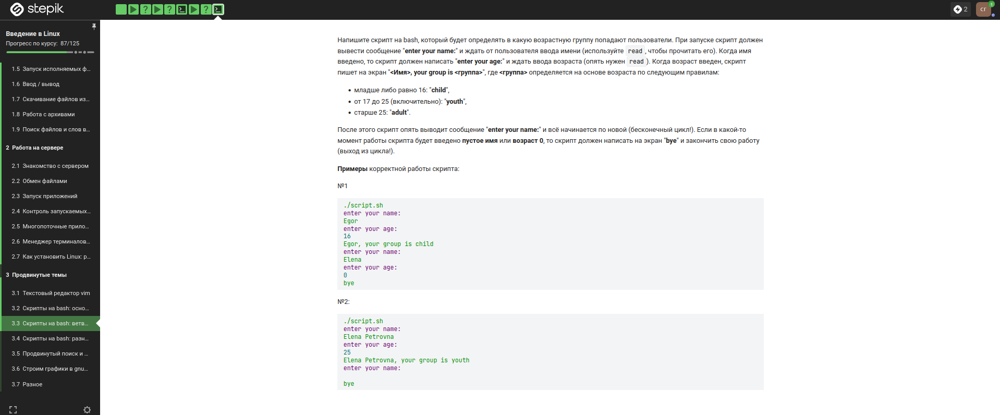 stepik
2
СГ
1
Введение в Linux
Прогресс по курсу: 87/125
1.5 Запуск исполняемых ф...
1.6 Ввод / вывод
1.7 Скачивание файлов из...
1.8 Работа с архивами
1.9 Поиск файлов и слов в...
2 Работа на сервере
2.1 Знакомство с сервером
2.2 Обмен файлами
2.3 Запуск приложений
2.4 Контроль запускаемых...
2.5 Многопоточные прило...
2.6 Менеджер терминалов...
2.7 Как установить Linux: р...
3 Продвинутые темы
3.1 Текстовый редактор vim
3.2 Скрипты на bash: осно...
3.3 Скрипты на bash: ветв...
3.4 Скрипты на bash: разн...
3.5 Продвинутый поиск и ...
3.6 Строим графики в gnu...
3.7 Разное
Напишите скрипт на bash, который будет определять в какую возрастную группу попадают пользователи. При запуске скрипт должен
вывести сообщение "enter your name:" и ждать от пользователя ввода имени (используйте read, чтобы прочитать его). Когда имя
введено, то скрипт должен написать "enter your age:" и ждать ввода возраста (опять нужен read). Когда возраст введен, скрипт
пишет на экран "<Имя>, your group is <группа>", где <группа> определяется на основе возраста по следующим правилам:
• младше либо равно 16: "child",
• от 17 до 25 (включительно): "youth",
• старше 25: "adult".
После этого скрипт опять выводит сообщение "enter your name:" и всё начинается по новой (бесконечный цикл!). Если в какой-то
момент работы скрипта будет введено пустое имя или возраст 0, то скрипт должен написать на экран "bye" и закончить свою работу
(выход из цикла!).
Примеры корректной работы скрипта:
№1
./script.sh
enter your name:
Egor
enter your age:
16
Egor, your group is child
enter your name:
Elena
enter your age:
0
bye
№2:
./script.sh
enter your name:
Elena Petrovna
enter your age:
25
Elena Petrovna, your group is youth
enter your name:
bye